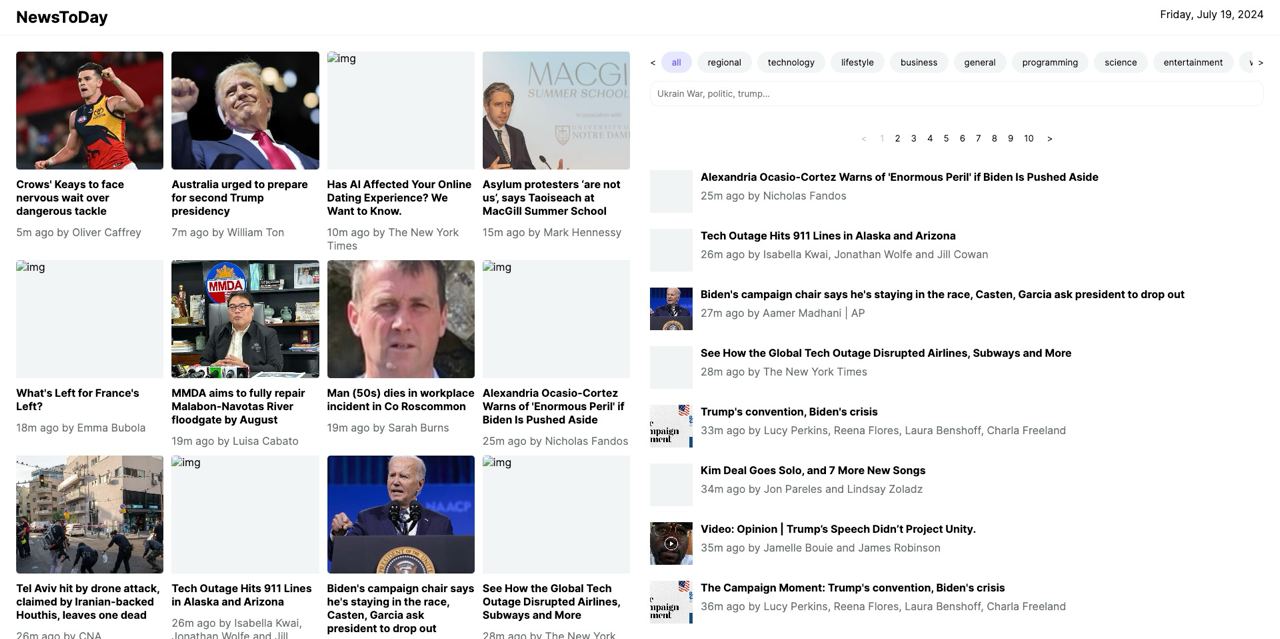 NewsToDay
Friday, July 19, 2024
img
MACGI
SUMMER SCHOOL
in association with
UNIVERSITY
NOTRE DAME
Crows' Keays to face
nervous wait over
dangerous tackle
5m ago by Oliver Caffrey
Australia urged to prepare
for second Trump
presidency
7m ago by William Ton
Has AI Affected Your Online
Dating Experience? We
Want to Know.
10m ago by The New York
Times
Asylum protesters ‘are not
us’, says Taoiseach at
MacGill Summer School
15m ago by Mark Hennessy
img
MMDA
img
What's Left for France's
Left?
18m ago by Emma Bubola
MMDA aims to fully repair
Malabon-Navotas River
floodgate by August
19m ago by Luisa Cabato
Man (50s) dies in workplace
incident in Co Roscommon
19m ago by Sarah Burns
Alexandria Ocasio-Cortez
Warns of 'Enormous Peril' if
Biden Is Pushed Aside
25m ago by Nicholas Fandos
img
NAACP
img
Tel Aviv hit by drone attack,
claimed by Iranian-backed
Houthis, leaves one dead
26m ago by CNA
Tech Outage Hits 911 Lines
in Alaska and Arizona
26m ago by Isabella Kwai,
Jonathan Wolfe and Jill
Biden's campaign chair says
he's staying in the race,
Casten, Garcia ask
president to drop out
See How the Global Tech
Outage Disrupted Airlines,
Subways and More
28m ago by The New York
< all regional technology lifestyle business general programming science entertainment >
Ukrain War, politic, trump...
< 1 2 3 4 5 6 7 8 9 10 >
Alexandria Ocasio-Cortez Warns of 'Enormous Peril' if Biden Is Pushed Aside
25m ago by Nicholas Fandos
Tech Outage Hits 911 Lines in Alaska and Arizona
26m ago by Isabella Kwai, Jonathan Wolfe and Jill Cowan
Biden's campaign chair says he's staying in the race, Casten, Garcia ask president to drop out
27m ago by Aamer Madhani | AP
See How the Global Tech Outage Disrupted Airlines, Subways and More
28m ago by The New York Times
Trump's convention, Biden's crisis
33m ago by Lucy Perkins, Reena Flores, Laura Benshoff, Charla Freeland
Kim Deal Goes Solo, and 7 More New Songs
34m ago by Jon Pareles and Lindsay Zoladz
Video: Opinion | Trump’s Speech Didn’t Project Unity.
35m ago by Jamelle Bouie and James Robinson
The Campaign Moment: Trump's convention, Biden's crisis
36m ago by Lucy Perkins, Reena Flores, Laura Benshoff, Charla Freeland